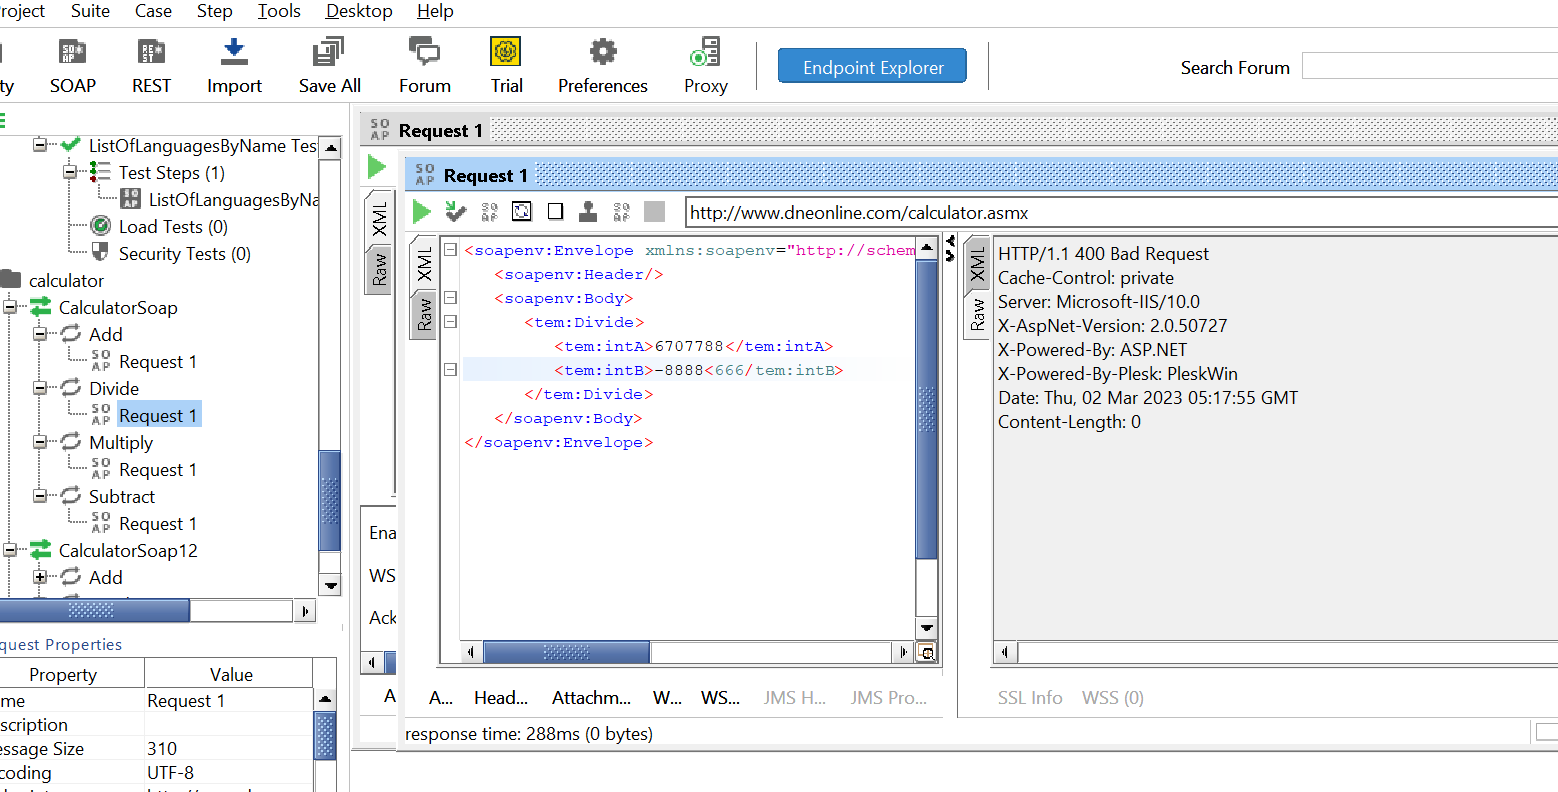 roject Suite Case Step Tools Desktop Help
ty SOAP REST Import Save All Forum Trial Preferences Proxy Endpoint Explorer Search Forum
ListOfLanguagesByName Tes
Test Steps (1)
ListOfLanguagesByNa
Load Tests (0)
Security Tests (0)
calculator
CalculatorSoap
Add
Request 1
Divide
Request 1
Multiply
Request 1
Subtract
Request 1
CalculatorSoap12
Add
quest Properties
Property Value
me Request 1
scription
essage Size 310
coding UTF-8
Request 1
XML
Raw
Ena
WS
Ack
A
Request 1
http://www.dneonline.com/calculator.asmx
XML
Raw
<soapenv:Envelope xmlns:soapenv="http://schem
<soapenv:Header/>
<soapenv:Body>
<tem:Divide>
<tem:intA>6707788</tem:intA>
<tem:intB>-8888<666/tem:intB>
</tem:Divide>
</soapenv:Body>
</soapenv:Envelope>
A... Head... Attachm... W... WS... JMS H... JMS Pro...
XML
Raw
HTTP/1.1 400 Bad Request
Cache-Control: private
Server: Microsoft-IIS/10.0
X-AspNet-Version: 2.0.50727
X-Powered-By: ASP.NET
X-Powered-By-Plesk: PleskWin
Date: Thu, 02 Mar 2023 05:17:55 GMT
Content-Length: 0
SSL Info WSS (0)
response time: 288ms (0 bytes)